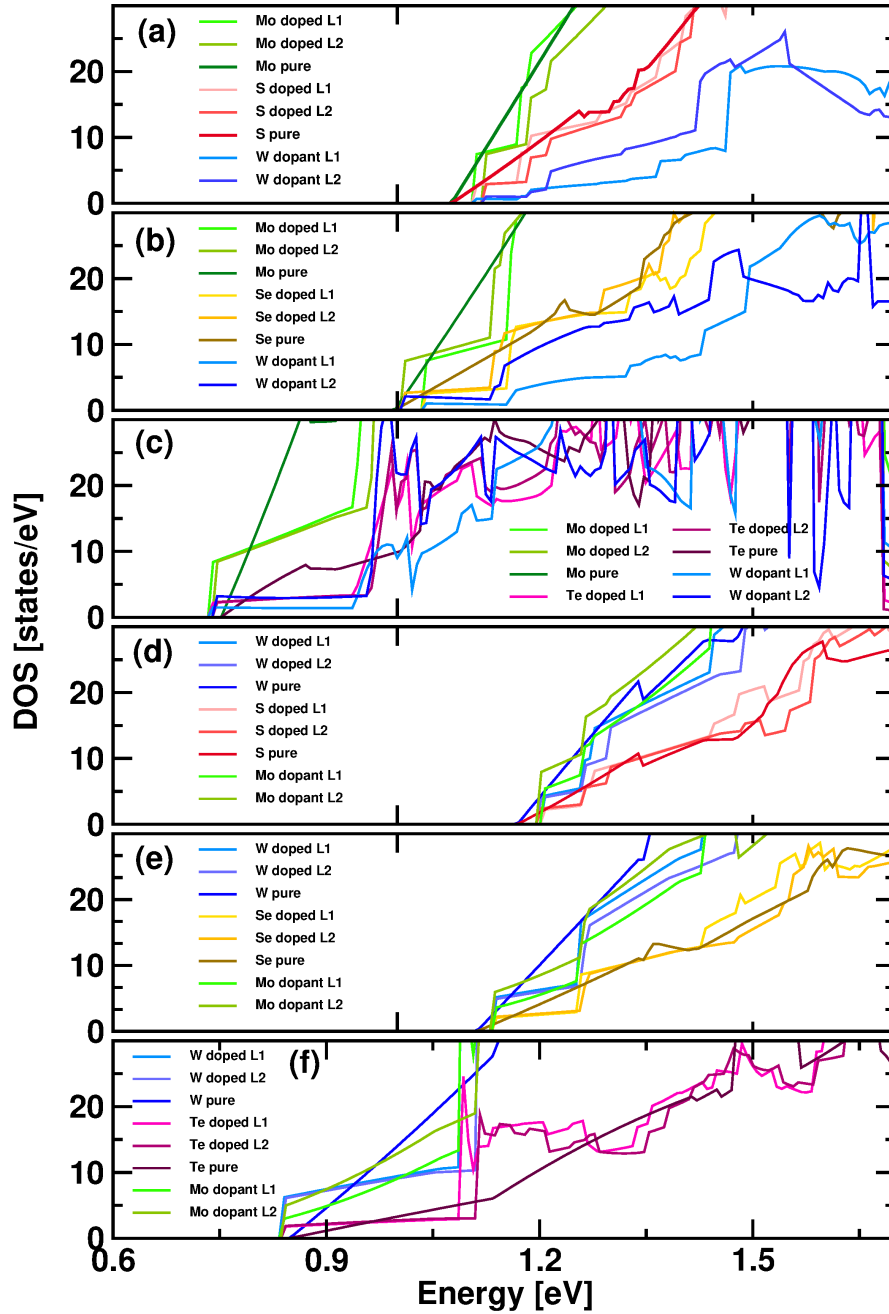 (a)
Mo doped L1
Mo doped L2
Mo pure
S doped L1
S doped L2
S pure
W dopant L1
W dopant L2
20
10
0
(b)
Mo doped L1
Mo doped L2
Mo pure
Se doped L1
Se doped L2
Se pure
W dopant L1
W dopant L2
20
10
0
(c)
Mo doped L1
Mo doped L2
Mo pure
Te doped L1
Te doped L2
Te pure
W dopant L1
W dopant L2
20
10
0
DOS [states/eV]
(d)
W doped L1
W doped L2
W pure
S doped L1
S doped L2
S pure
Mo dopant L1
Mo dopant L2
20
10
0
(e)
W doped L1
W doped L2
W pure
Se doped L1
Se doped L2
Se pure
Mo dopant L1
Mo dopant L2
20
10
0
(f)
W doped L1
W doped L2
W pure
Te doped L1
Te doped L2
Te pure
Mo dopant L1
Mo dopant L2
20
10
0
0.6 0.9 1.2 1.5
Energy [eV]